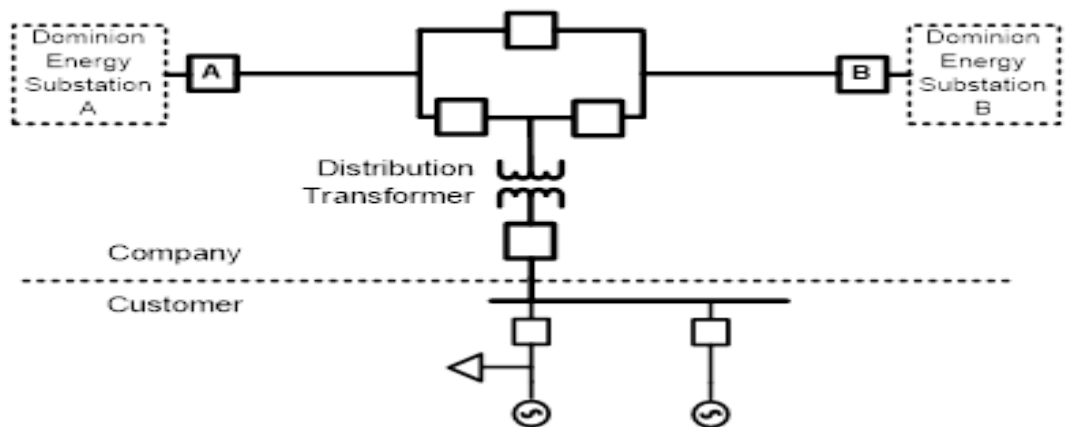 Dominion
Energy
Substation
A
A
B
Dominion
Energy
Substation
B
Distribution
Transformer
Company
Customer